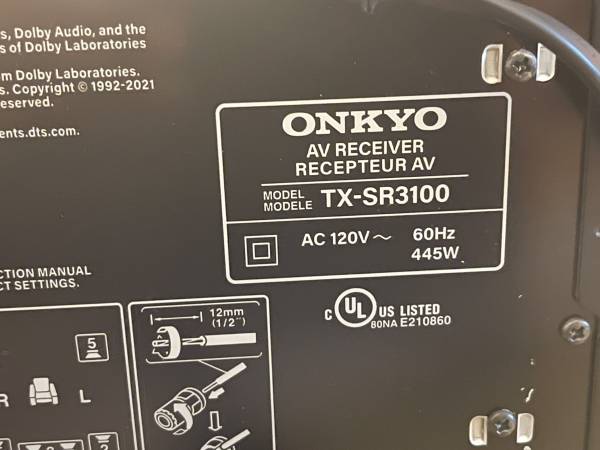 s, Dolby Audio, and the
s of Dolby Laboratories
m Dolby Laboratories.
s. Copyright © 1992-2021
eserved.
ents.dts.com.
ONKYO
AV RECEIVER
RECEPTEUR AV
MODEL
MODELE TX-SR3100
AC 120V～ 60Hz
445W
C UL US LISTED
80NA E210860
CTION MANUAL
CT SETTINGS.
12mm
(1/2")
5
R L
2